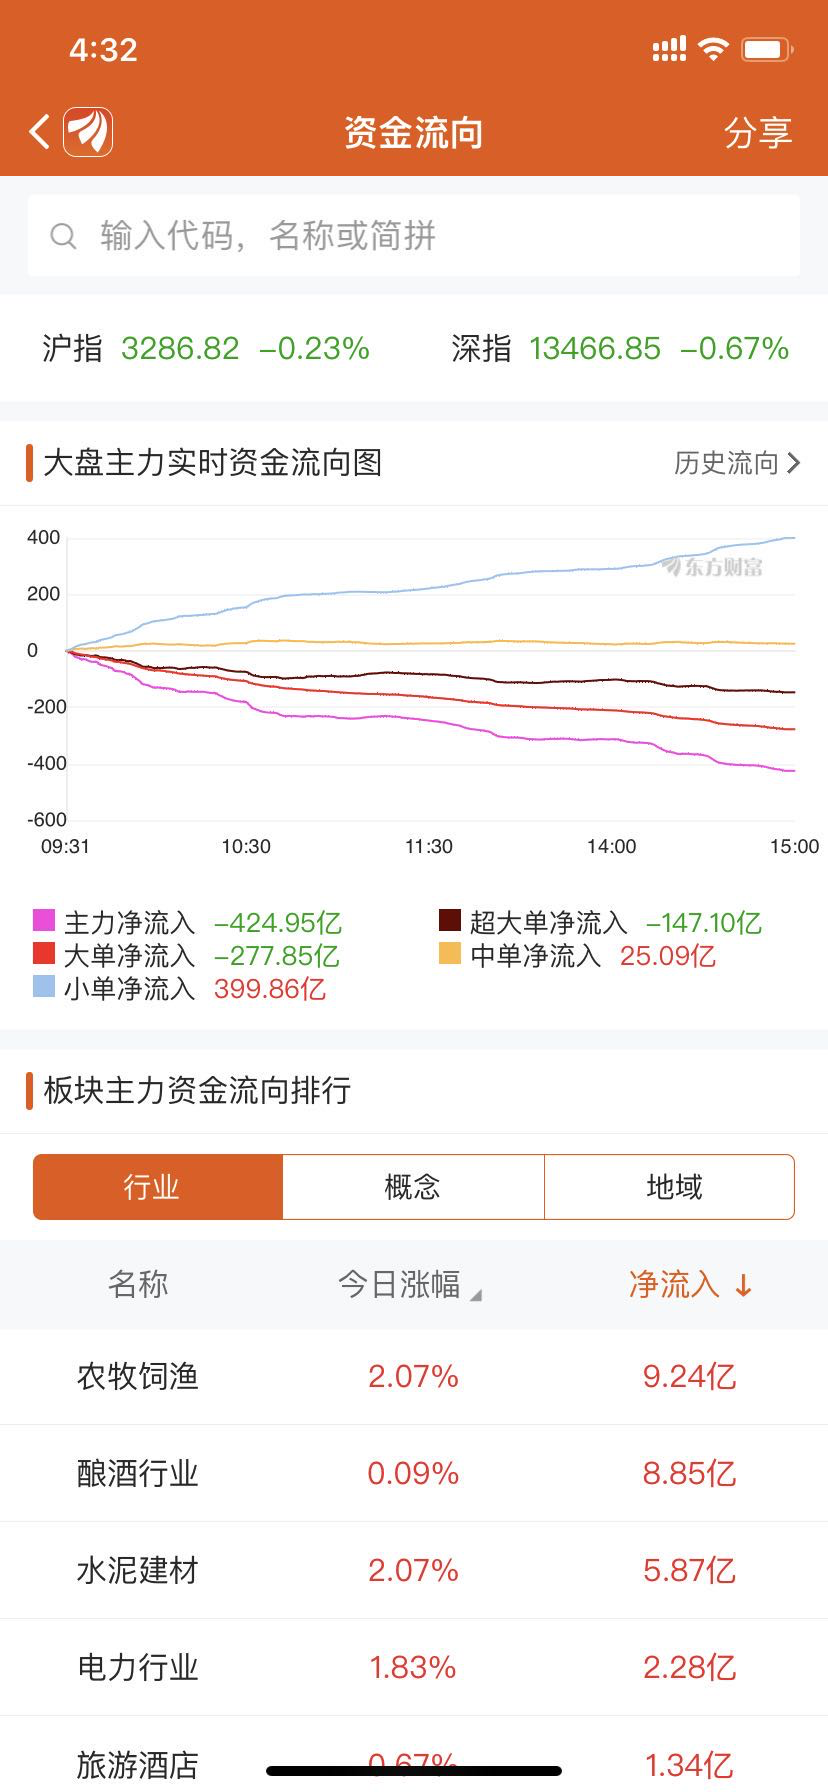 4:32
资金流向
分享
输入代码，名称或简拼
沪指 3286.82 -0.23% 深指 13466.85 -0.67%
大盘主力实时资金流向图 历史流向
400
东方财富
200
0
-200
-400
-600
09:31 10:30 11:30 14:00 15:00
主力净流入 -424.95亿 超大单净流入 -147.10亿
大单净流入 -277.85亿 中单净流入 25.09亿
小单净流入 399.86亿
板块主力资金流向排行
行业 概念 地域
名称 今日涨幅 净流入↓
农牧饲渔 2.07% 9.24亿
酿酒行业 0.09% 8.85亿
水泥建材 2.07% 5.87亿
电力行业 1.83% 2.28亿
旅游酒店 0.67% 1.34亿